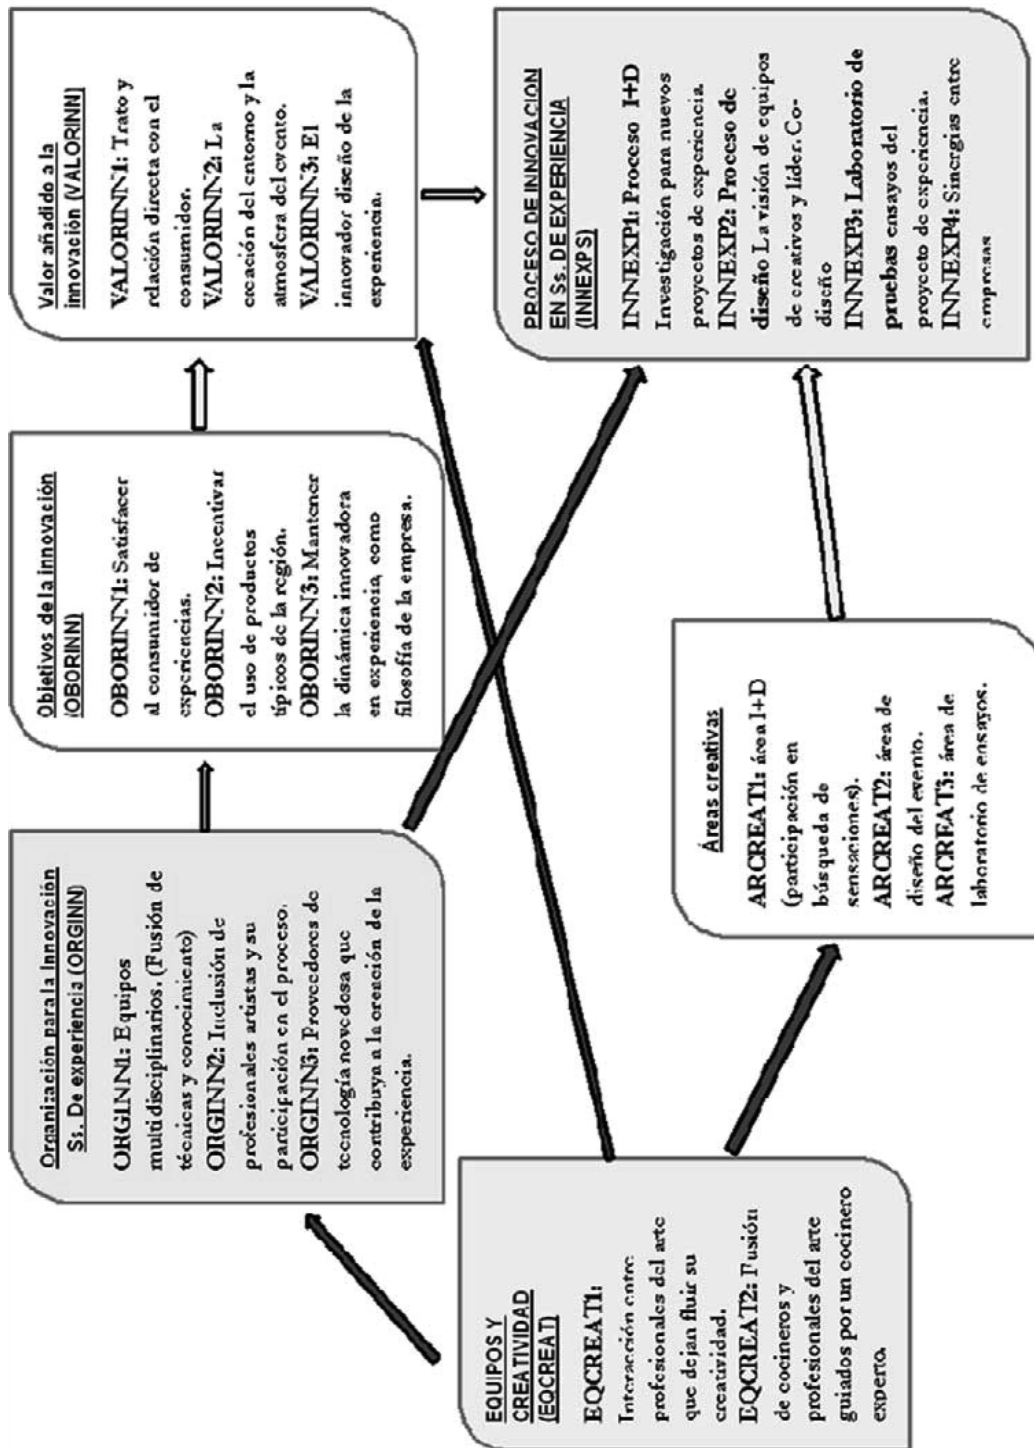 Organización para la Innovación
Ss. De experiencia (ORGINN)
ORGINN1: Equipos
multidisciplinarios. (Fusión de
técnicas y conocimiento)
ORGINN2: Inclusión de
profesionales artistas y su
participación en el proceso.
ORGINN3: Proveedores de
tecnología novedosa que
contribuya a la creación de la
experiencia.
Objetivos de la innovación
(OBORINN)
OBORINN1: Satisfacer
al consumidor de
experiencias.
OBORINN2: Incentivar
el uso de productos
típicos de la región.
OBORINN3: Mantener
la dinámica innovadora
en experiencia, como
filosofía de la empresa.
Valor añadido a la
innovación (VALORINN)
VALORINN1: Trato y
relación directa con el
consumidor.
VALORINN2: La
creación del entorno y la
atmosfera del evento.
VALORINN3: El
innovador diseño de la
experiencia.
EQUIPOS Y
CREATIVIDAD
(EQCREAT)
EQCREAT1:
Interacción entre
profesionales del arte
que dejan fluir su
creatividad.
EQCREAT2: Fusión
de cocineros y
profesionales del arte
guiados por un cocinero
experto.
Áreas creativas
ARCREAT1: área I+D
(participación en
búsqueda de
sensaciones).
ARCREAT2: área de
diseño del evento.
ARCREAT3: área de
laboratorio de ensayos.
PROCESO DE INNOVACION
EN Ss. DE EXPERIENCIA
(INNEXPS)
INNEXP1: Proceso I+D
Investigación para nuevos
proyectos de experiencia.
INNEXP2: Proceso de
diseño La visión de equipos
de creativos y líder. Co-
diseño
INNEXP3: Laboratorio de
pruebas ensayos del
proyecto de experiencia.
INNEXP4: Sinergias entre
empresas